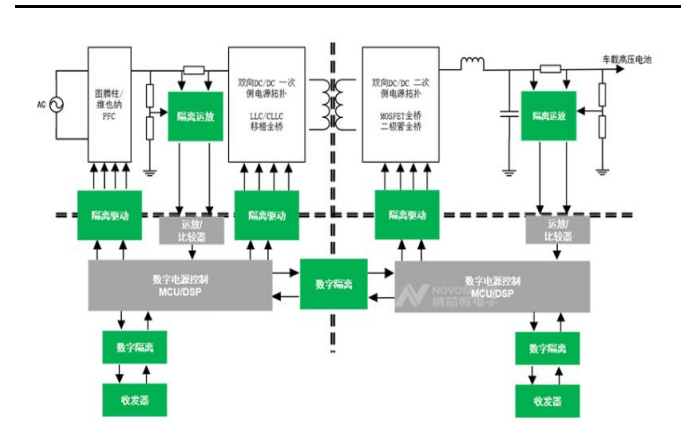 车载高压电池
AC
图腾柱/
维也纳
PFC
隔离运放
双向DC/DC 一次
侧电源拓扑
LLC/CLLC
移相全桥
双向DC/DC 二次
侧电源拓扑
MOSFET全桥
二极管全桥
隔离运放
隔离驱动
运放/
比较器
隔离驱动
隔离驱动
运放/
比较器
数字电源控制
MCU/DSP
数字隔离
数字电源控制
MCU/DSP
纳芯微电子
数字隔离
收发器
数字隔离
收发器